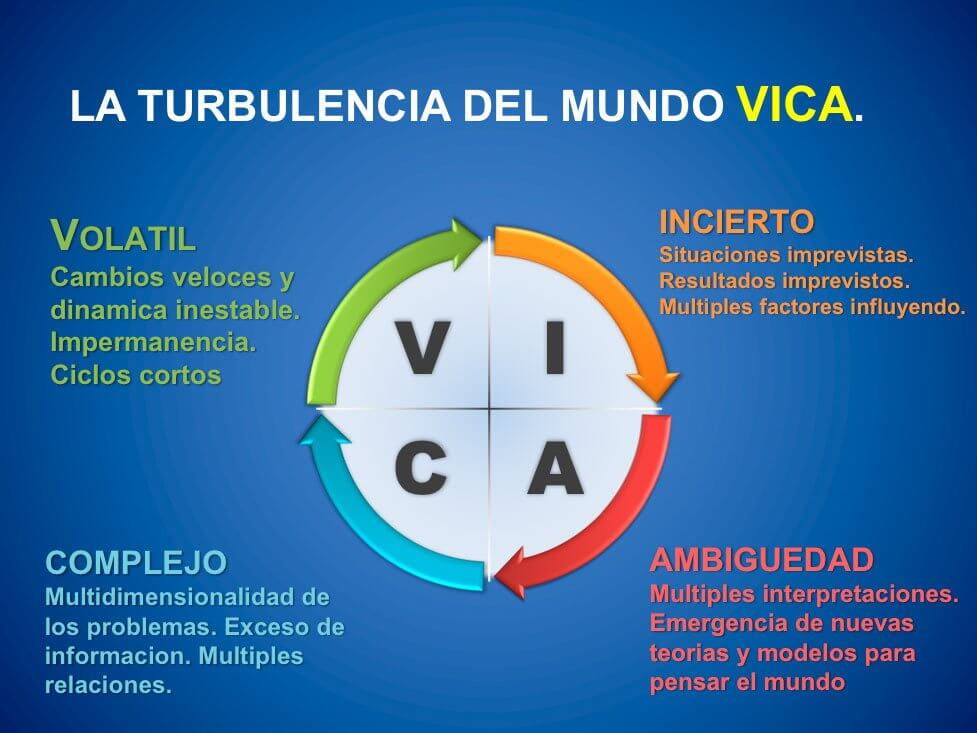 LA TURBULENCIA DEL MUNDO VICA.
VOLATIL
Cambios veloces y
dinamica inestable.
Impermanencia.
Ciclos cortos
INCIERTO
Situaciones imprevistas.
Resultados imprevistos.
Multiples factores influyendo.
V I
C A
COMPLEJO
Multidimensionalidad de
los problemas. Exceso de
informacion. Multiples
relaciones.
AMBIGUEDAD
Multiples interpretaciones.
Emergencia de nuevas
teorias y modelos para
pensar el mundo